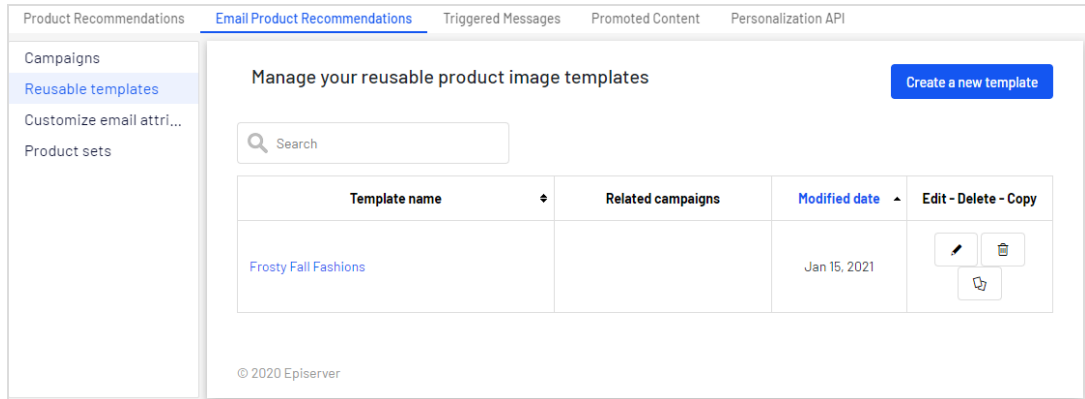 Product Recommendations Email Product Recommendations Triggered Messages Promoted Content Personalization API
Campaigns
Reusable templates
Customize email attri...
Product sets
Manage your reusable product image templates
Create a new template
Search
Template name Related campaigns Modified date Edit - Delete - Copy
Frosty Fall Fashions Jan 15, 2021
© 2020 Episerver